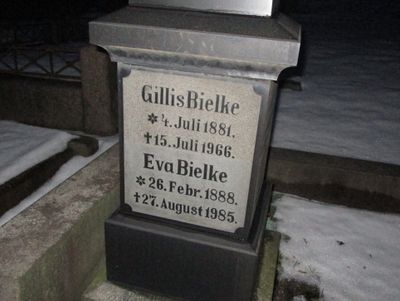 Gillis Bielke
* 4. Juli 1881.
† 15. Juli 1966.
Eva Bielke
* 26. Febr. 1888.
† 27. August 1985.